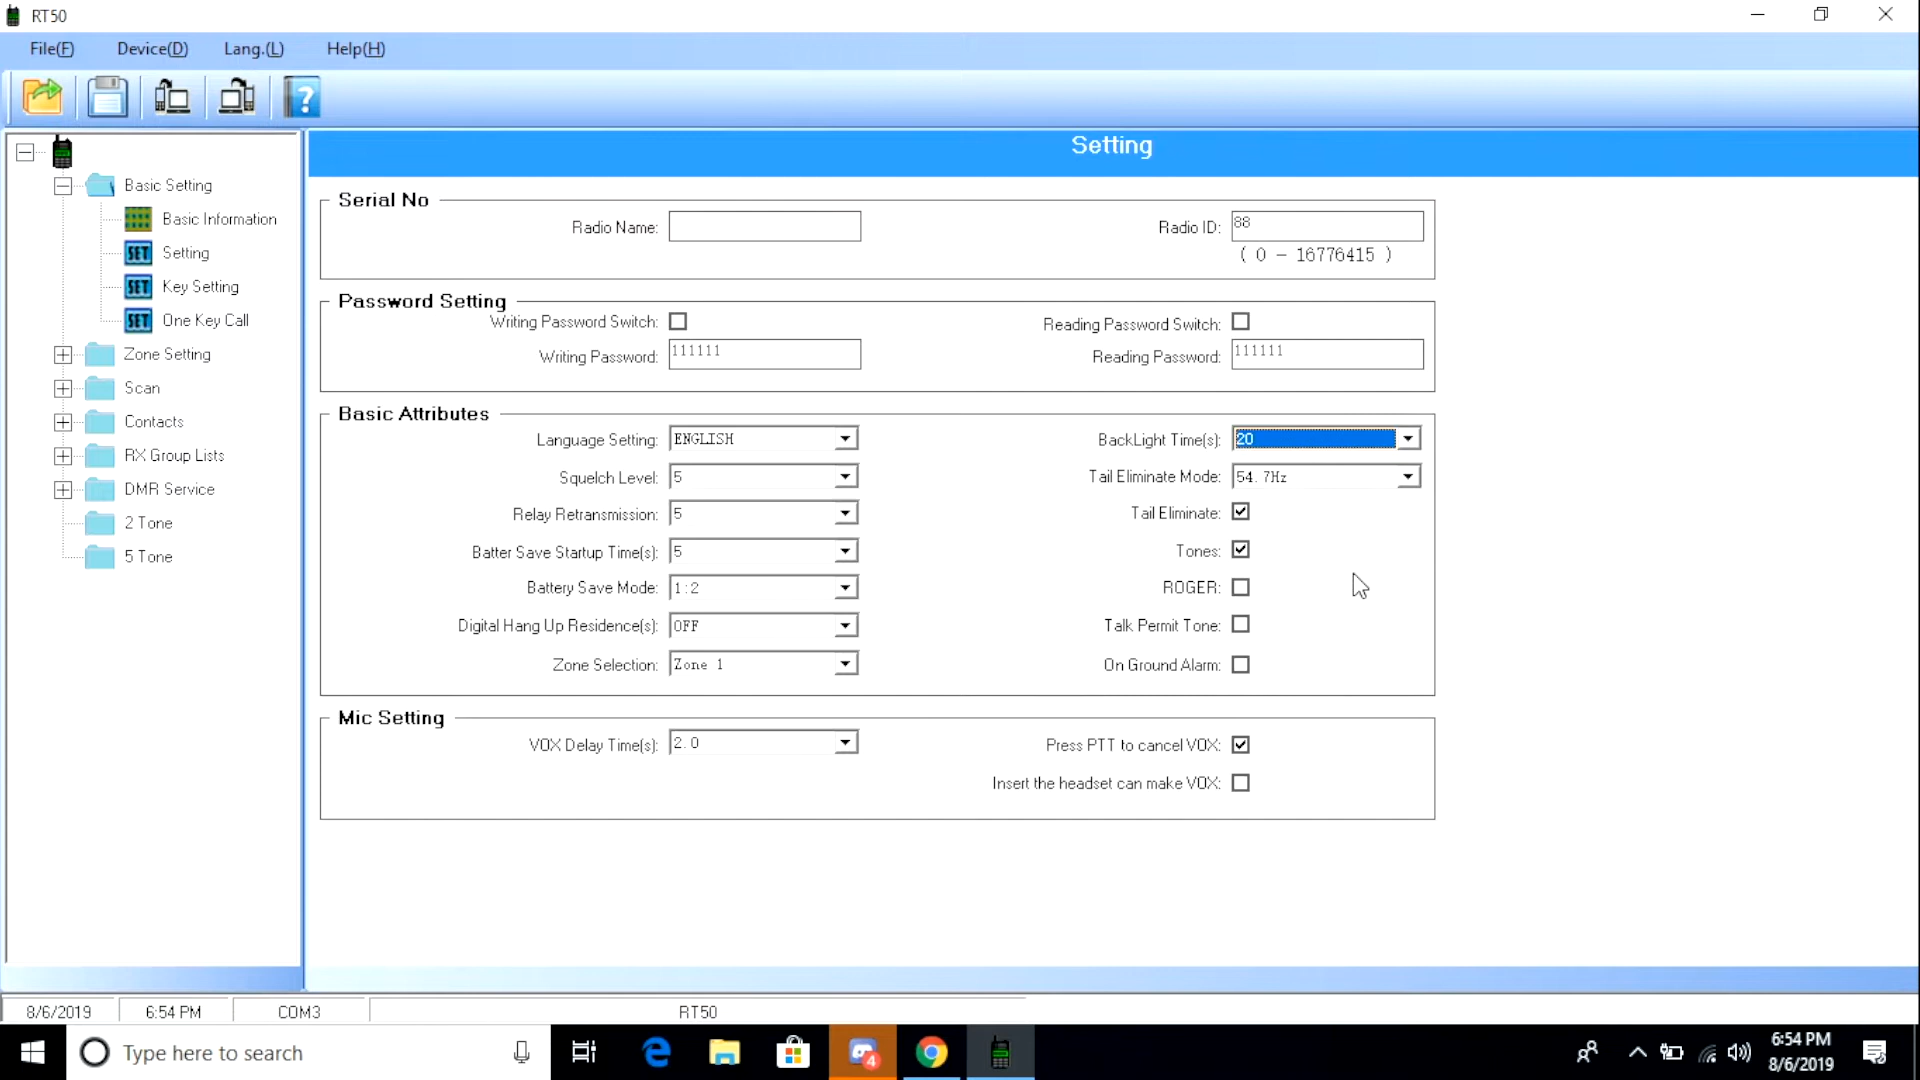 RT50
File(F) Device(D) Lang.(L) Help(H)
Setting
Basic Setting
Basic Information
SET Setting
SET Key Setting
SET One Key Call
Zone Setting
Scan
Contacts
RX Group Lists
DMR Service
2 Tone
5 Tone
Serial No
Radio Name: Radio ID: 88
( 0 - 16776415 )
Password Setting
Writing Password Switch: Reading Password Switch:
Writing Password: 111111 Reading Password: 111111
Basic Attributes
Language Setting: ENGLISH BackLight Time(s): 20
Squelch Level: 5 Tail Eliminate Mode: 54.7Hz
Relay Retransmission: 5 Tail Eliminate:
Batter Save Startup Time(s): 5 Tones:
Battery Save Mode: 1:2 ROGER:
Digital Hang Up Residence(s): OFF Talk Permit Tone:
Zone Selection: Zone 1 On Ground Alarm:
Mic Setting
VOX Delay Time(s): 2.0 Press PTT to cancel VOX:
Insert the headset can make VOX:
8/6/2019 6:54 PM COM3 RT50
Type here to search 4 6:54 PM
8/6/2019